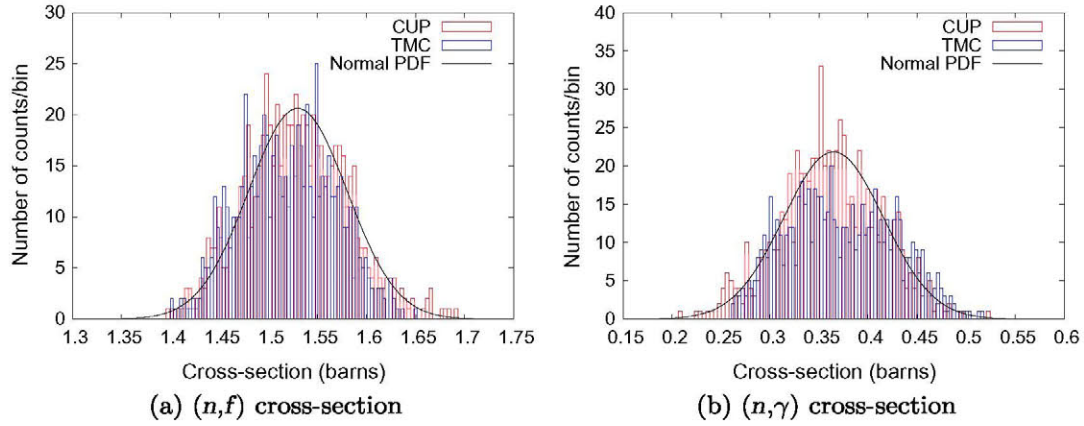 30
25
20
15
10
5
0
Number of counts/bin
CUP
TMC
Normal PDF
1.3 1.35 1.4 1.45 1.5 1.55 1.6 1.65 1.7 1.75
Cross-section (barns)
(a) (n,f) cross-section
40
35
30
25
20
15
10
5
0
Number of counts/bin
CUP
TMC
Normal PDF
0.15 0.2 0.25 0.3 0.35 0.4 0.45 0.5 0.55 0.6
Cross-section (barns)
(b) (n,γ) cross-section